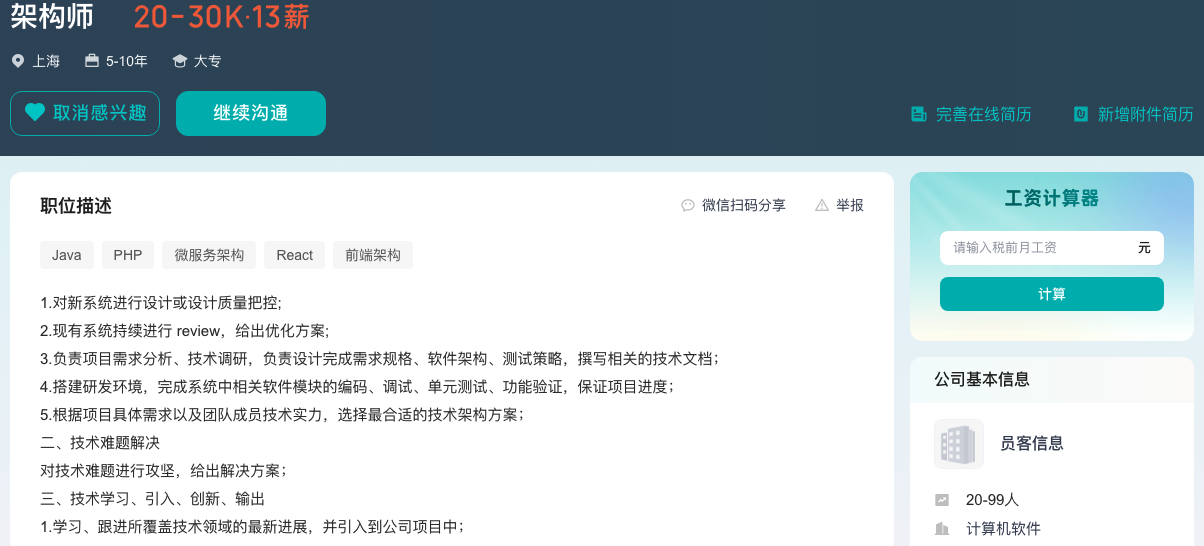 架构师 20-30K·13薪
上海 5-10年 大专
取消感兴趣 继续沟通 完善在线简历 新增附件简历
职位描述 微信扫码分享 举报
Java PHP 微服务架构 React 前端架构
1.对新系统进行设计或设计质量把控;
2.现有系统持续进行 review，给出优化方案;
3.负责项目需求分析、技术调研，负责设计完成需求规格、软件架构、测试策略，撰写相关的技术文档；
4.搭建研发环境，完成系统中相关软件模块的编码、调试、单元测试、功能验证，保证项目进度；
5.根据项目具体需求以及团队成员技术实力，选择最合适的技术架构方案；
二、技术难题解决
对技术难题进行攻坚，给出解决方案；
三、技术学习、引入、创新、输出
1.学习、跟进所覆盖技术领域的最新进展，并引入到公司项目中；
工资计算器
请输入税前月工资 元
计算
公司基本信息
员客信息
20-99人
计算机软件